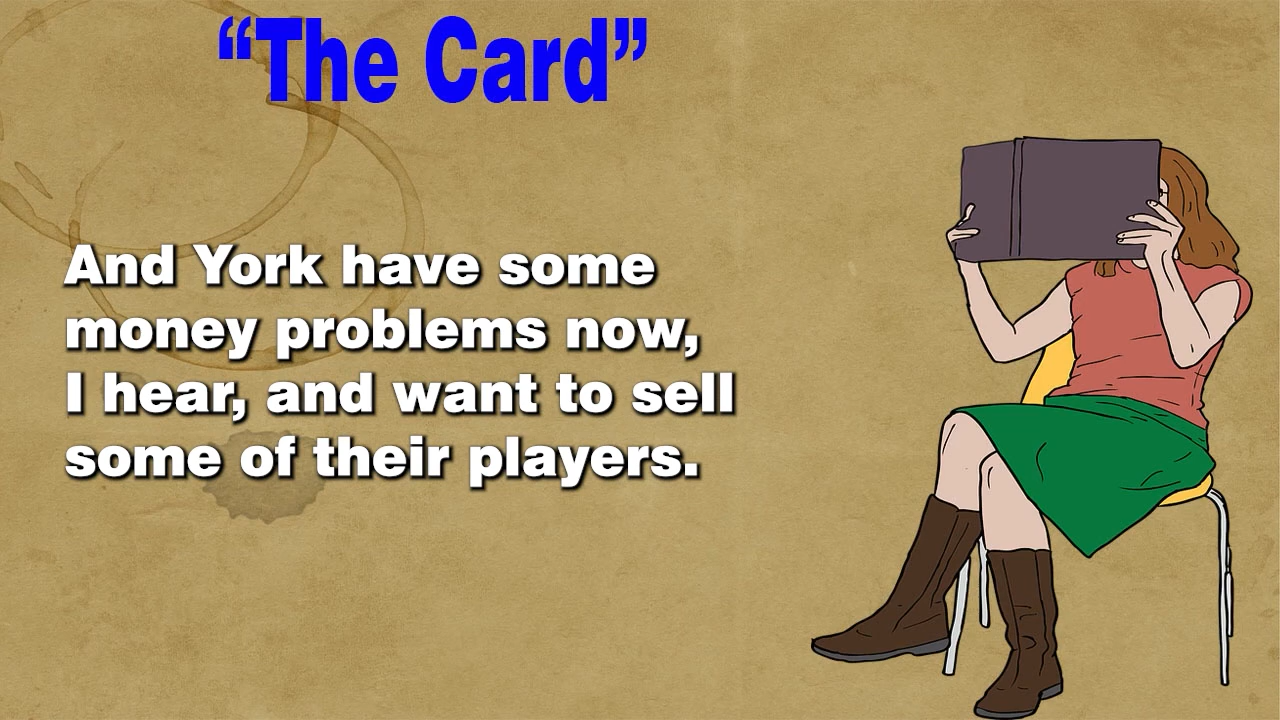 “The Card”
And York have some
money problems now,
I hear, and want to sell
some of their players.